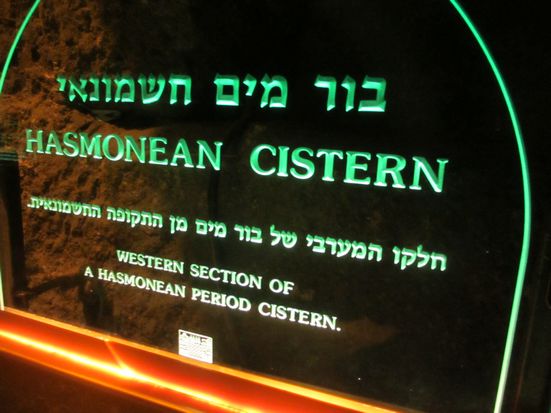 בור מים חשמונאי
HASMONEAN CISTERN
חלקו המערבי של בור מים מן התקופה החשמונאית.
WESTERN SECTION OF
A HASMONEAN PERIOD CISTERN.